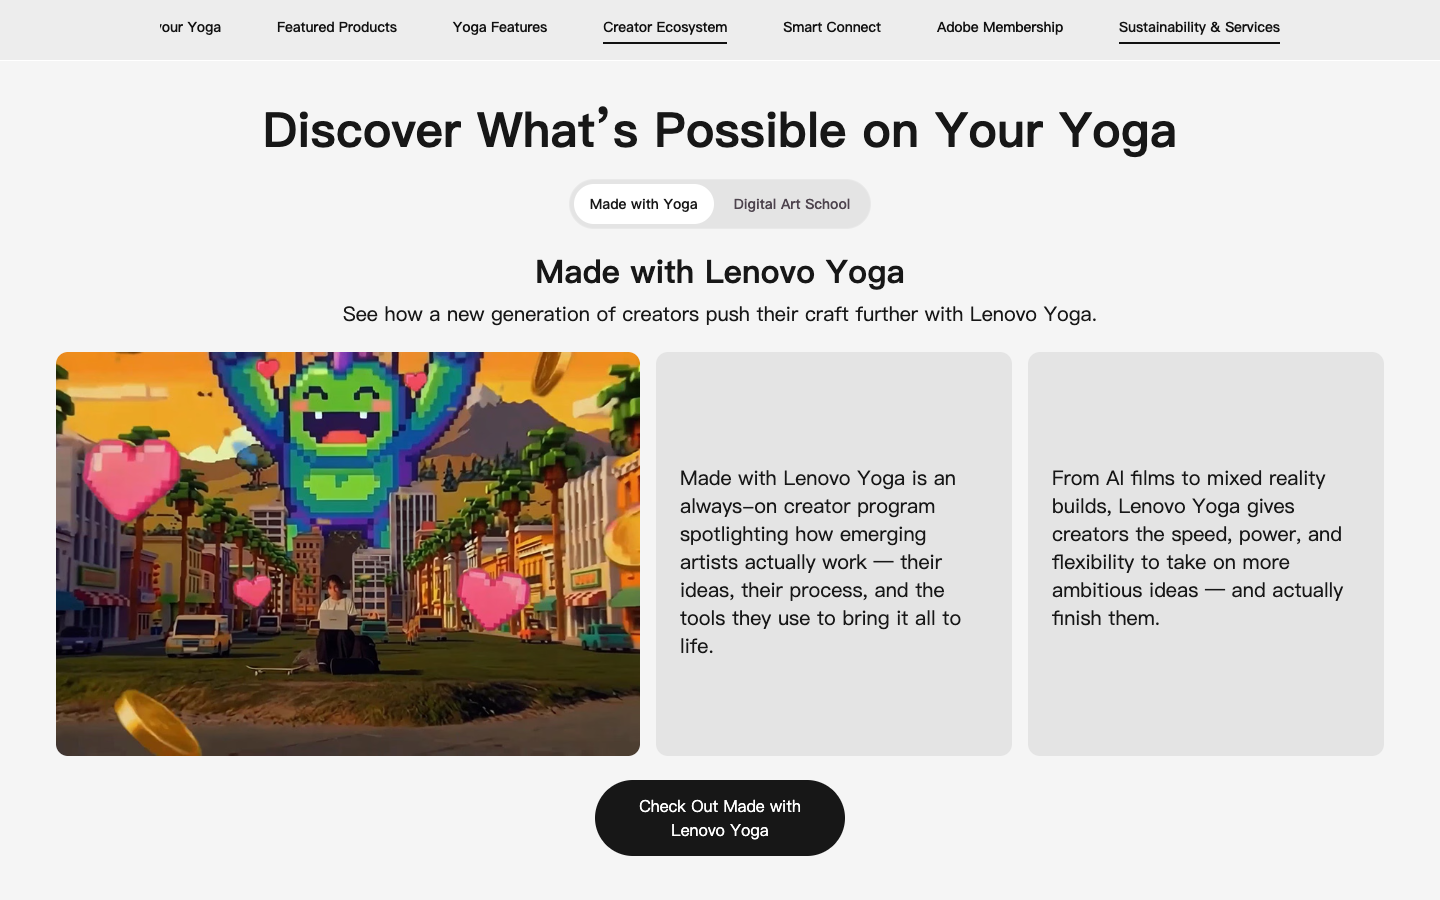 your Yoga
Featured Products
Yoga Features
Creator Ecosystem
Smart Connect
Adobe Membership
Sustainability & Services
Discover What’s Possible on Your Yoga
Made with Yoga
Digital Art School
Made with Lenovo Yoga
See how a new generation of creators push their craft further with Lenovo Yoga.
Made with Lenovo Yoga is an
always-on creator program
spotlighting how emerging
artists actually work — their
ideas, their process, and the
tools they use to bring it all to
life.
From AI films to mixed reality
builds, Lenovo Yoga gives
creators the speed, power, and
flexibility to take on more
ambitious ideas — and actually
finish them.
Check Out Made with
Lenovo Yoga